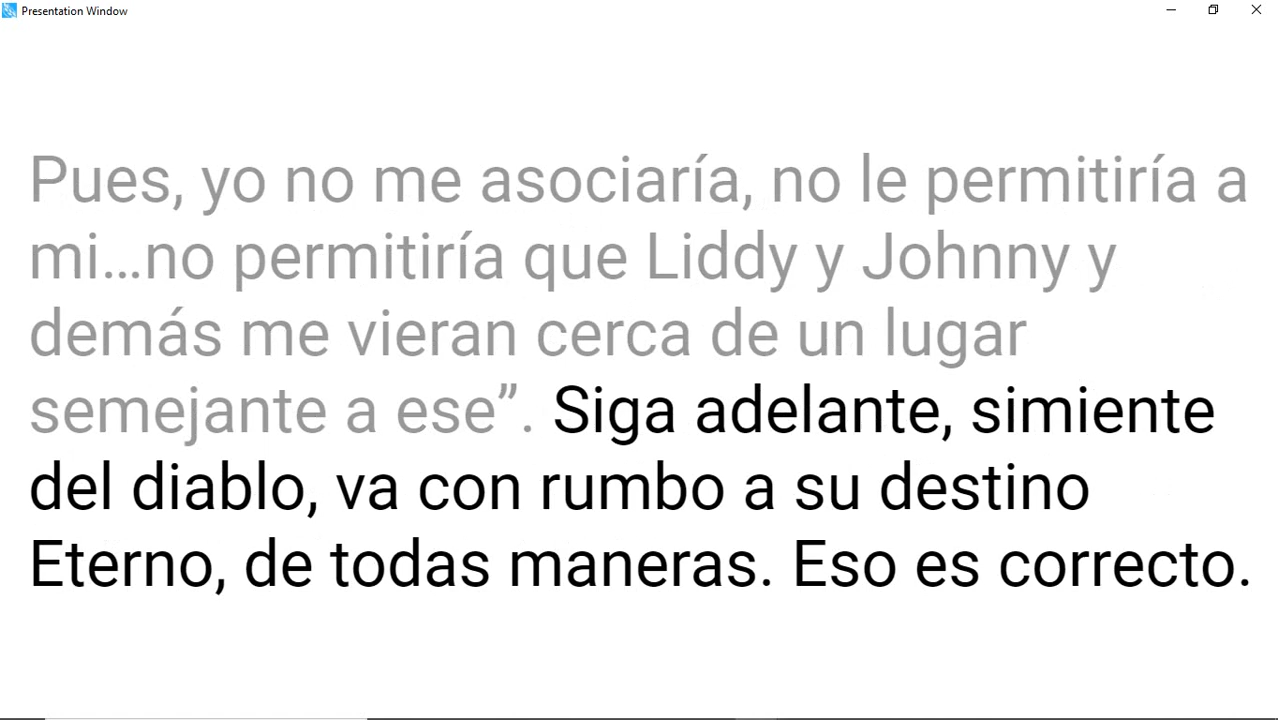 Presentation Window
Pues, yo no me asociaría, no le permitiría a
mi...no permitiría que Liddy y Johnny y
demás me vieran cerca de un lugar
semejante a ese”. Siga adelante, simiente
del diablo, va con rumbo a su destino
Eterno, de todas maneras. Eso es correcto.